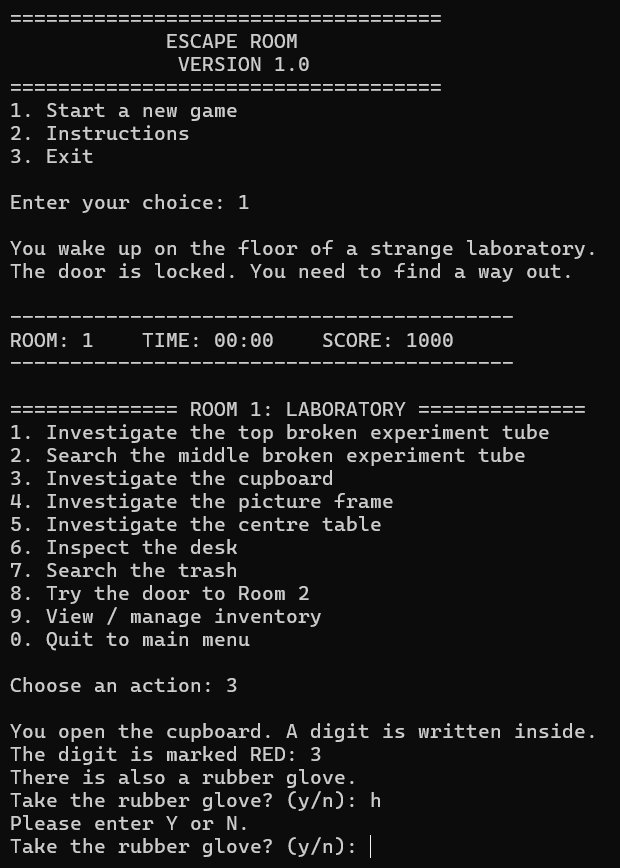 ====================================
ESCAPE ROOM
VERSION 1.0
====================================
1. Start a new game
2. Instructions
3. Exit
Enter your choice: 1
You wake up on the floor of a strange laboratory.
The door is locked. You need to find a way out.
------------------------------------------
ROOM: 1    TIME: 00:00    SCORE: 1000
------------------------------------------
============== ROOM 1: LABORATORY ==============
1. Investigate the top broken experiment tube
2. Search the middle broken experiment tube
3. Investigate the cupboard
4. Investigate the picture frame
5. Investigate the centre table
6. Inspect the desk
7. Search the trash
8. Try the door to Room 2
9. View / manage inventory
0. Quit to main menu
Choose an action: 3
You open the cupboard. A digit is written inside.
The digit is marked RED: 3
There is also a rubber glove.
Take the rubber glove? (y/n): h
Please enter Y or N.
Take the rubber glove? (y/n):